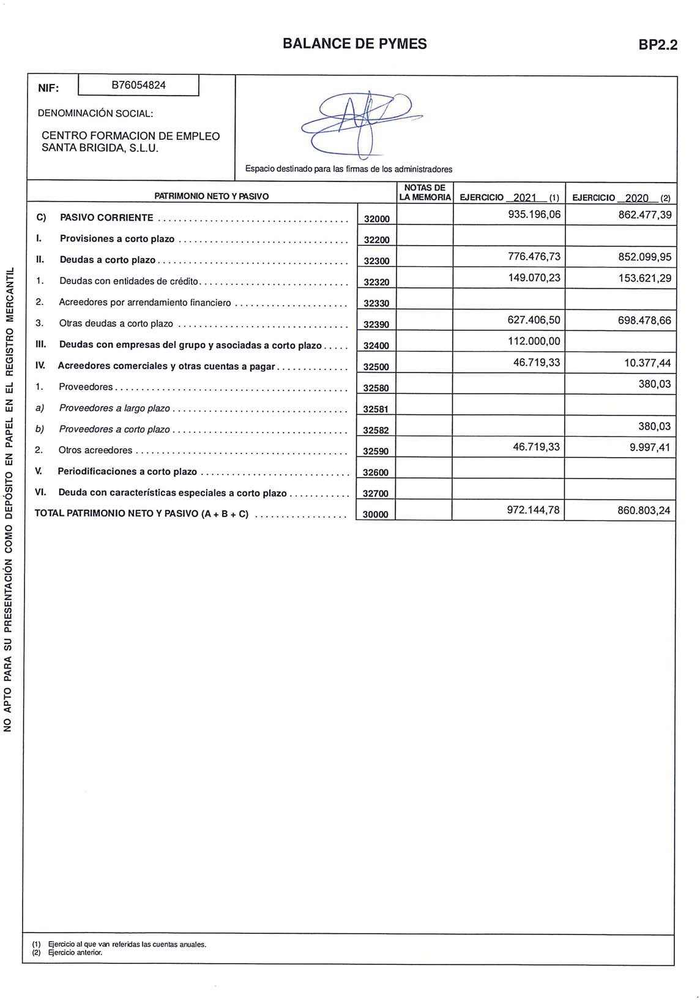 BALANCE DE PYMES
BP2.2
NIF: B76054824
DENOMINACIÓN SOCIAL:
CENTRO FORMACION DE EMPLEO
SANTA BRIGIDA, S.L.U.
Espacio destinado para las firmas de los administradores
PATRIMONIO NETO Y PASIVO NOTAS DE LA MEMORIA EJERCICIO 2021 (1) EJERCICIO 2020 (2)
C) PASIVO CORRIENTE 32000 935.196,06 862.477,39
I. Provisiones a corto plazo 32200
II. Deudas a corto plazo 32300 776.476,73 852.099,95
1. Deudas con entidades de crédito 32320 149.070,23 153.621,29
2. Acreedores por arrendamiento financiero 32330
3. Otras deudas a corto plazo 32390 627.406,50 698.478,66
III. Deudas con empresas del grupo y asociadas a corto plazo 32400 112.000,00
IV. Acreedores comerciales y otras cuentas a pagar 32500 46.719,33 10.377,44
1. Proveedores 32580 380,03
a) Proveedores a largo plazo 32581
b) Proveedores a corto plazo 32582 380,03
2. Otros acreedores 32590 46.719,33 9.997,41
V. Periodificaciones a corto plazo 32600
VI. Deuda con características especiales a corto plazo 32700
TOTAL PATRIMONIO NETO Y PASIVO (A + B + C) 30000 972.144,78 860.803,24
NO APTO PARA SU PRESENTACIÓN COMO DEPÓSITO EN PAPEL EN EL REGISTRO MERCANTIL
(1) Ejercicio al que van referidas las cuentas anuales.
(2) Ejercicio anterior.